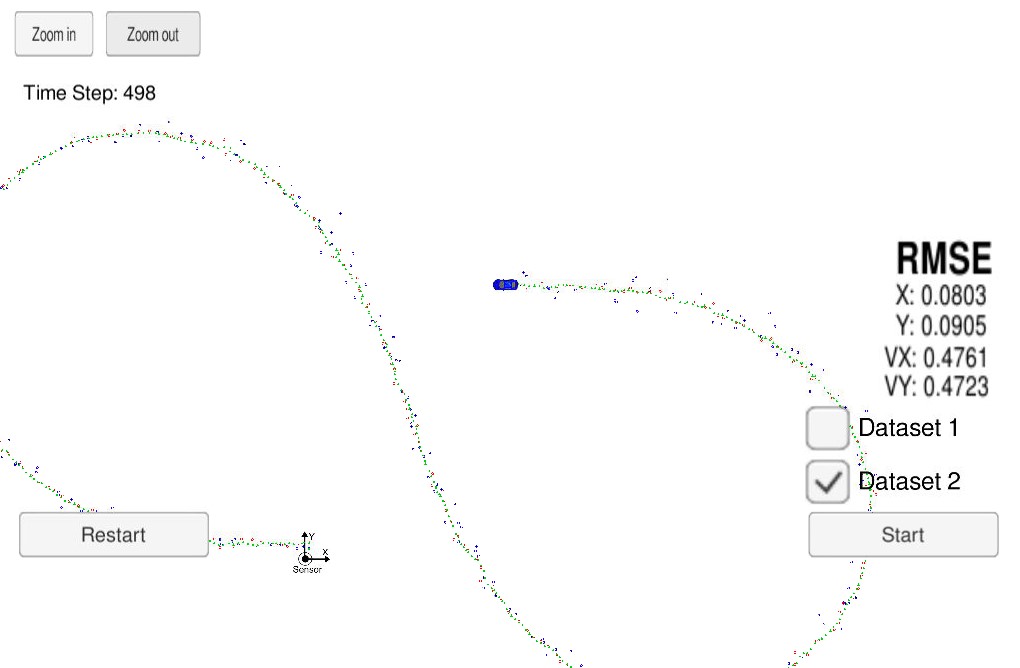 Zoom in
Zoom out
Time Step: 498
RMSE
X: 0.0803
Y: 0.0905
VX: 0.4761
VY: 0.4723
Dataset 1
Dataset 2
Restart
Start
Y
X
Sensor